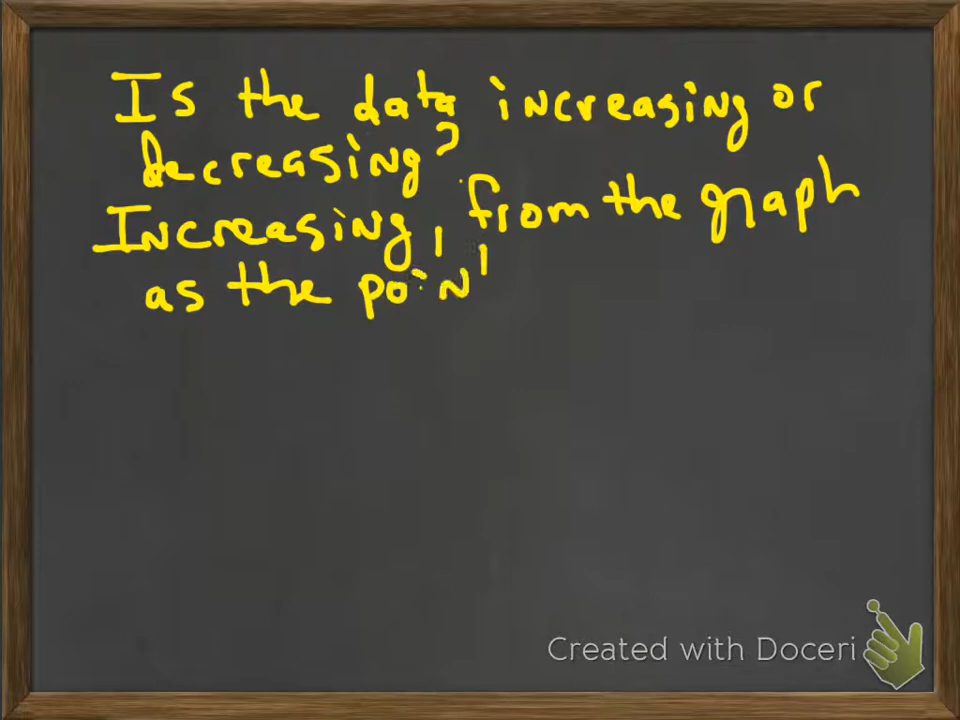 Is the data increasing or
decreasing?
Increasing, from the graph
as the poin
Created with Doceri